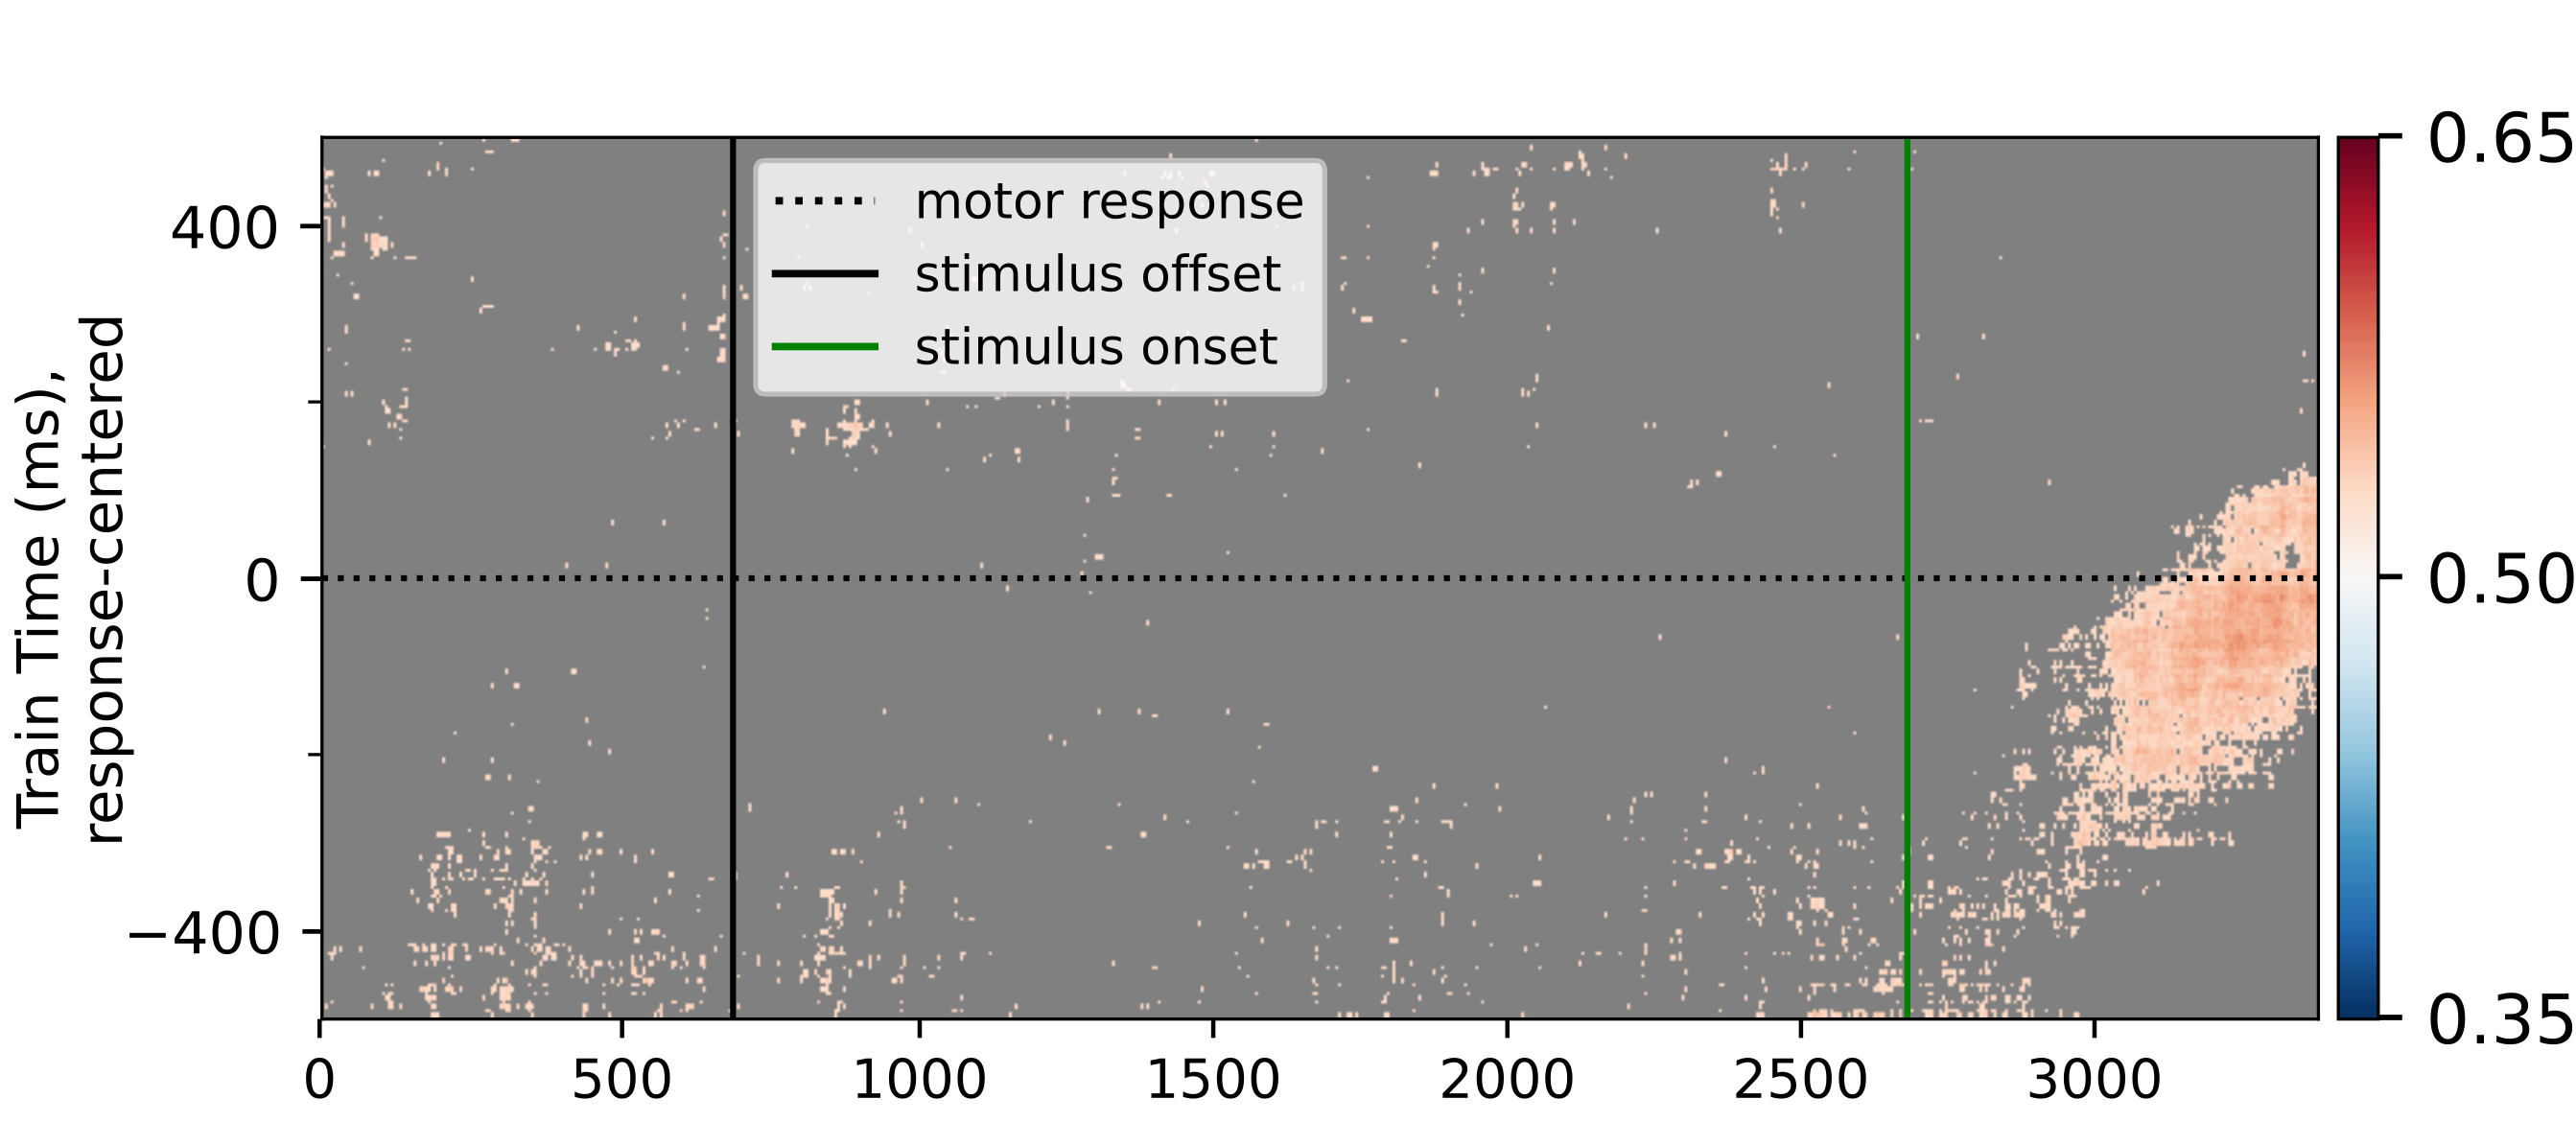 Train Time (ms),
response-centered
400
0
−400
motor response
stimulus offset
stimulus onset
0 500 1000 1500 2000 2500 3000
0.65
0.50
0.35